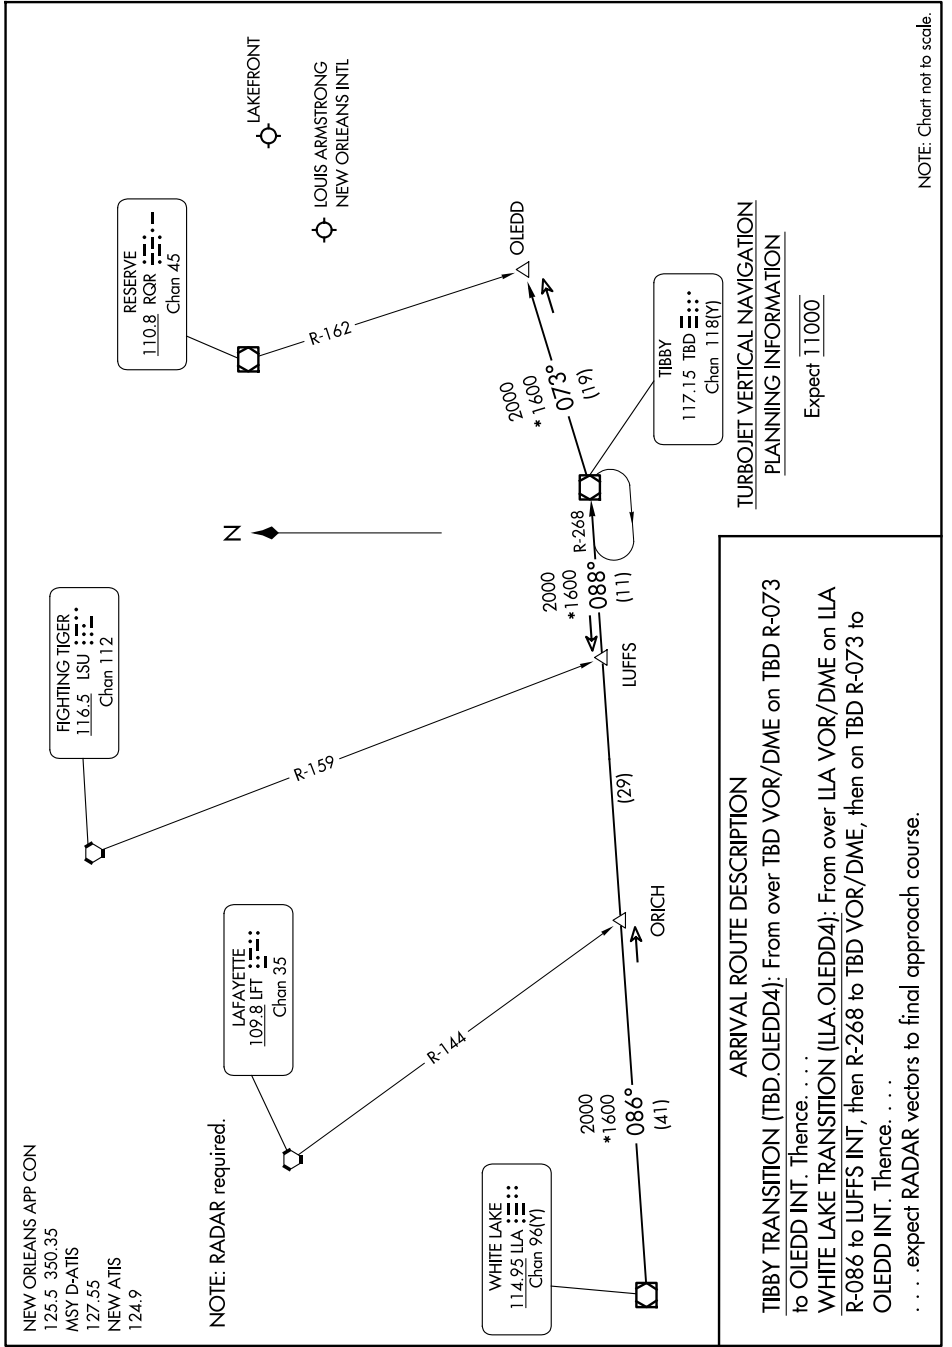 NEW ORLEANS APP CON
125.5 350.35
MSY D-ATIS
127.55
NEW ATIS
124.9
NOTE: RADAR required.
FIGHTING TIGER
116.5 LSU
Chan 112
LAFAYETTE
109.8 LFT
Chan 35
WHITE LAKE
114.95 LLA
Chan 96(Y)
RESERVE
110.8 RQR
Chan 45
LAKEFRONT
LOUIS ARMSTRONG
NEW ORLEANS INTL
N
R-159
R-144
R-162
OLEDD
2000
*1600
086°
(41)
ORICH
(29)
LUFFS
2000
*1600
088°
(11)
R-268
2000
*1600
073°
(19)
TIBBY
117.15 TBD
Chan 118(Y)
TURBOJET VERTICAL NAVIGATION
PLANNING INFORMATION
Expect 11000
ARRIVAL ROUTE DESCRIPTION
TIBBY TRANSITION (TBD.OLEDD4): From over TBD VOR/DME on TBD R-073
to OLEDD INT. Thence. . . .
WHITE LAKE TRANSITION (LLA.OLEDD4): From over LLA VOR/DME on LLA
R-086 to LUFFS INT, then R-268 to TBD VOR/DME, then on TBD R-073 to
OLEDD INT. Thence. . . .
. . . .expect RADAR vectors to final approach course.
NOTE: Chart not to scale.